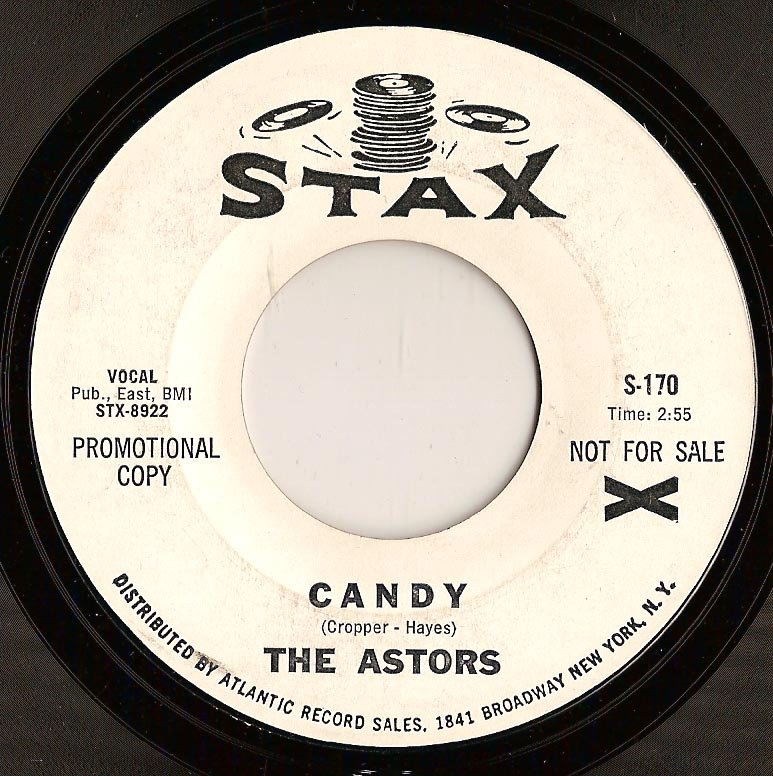 STAX
VOCAL
Pub., East, BMI
STX-8922
PROMOTIONAL
COPY
S-170
Time: 2:55
NOT FOR SALE
X
CANDY
(Cropper - Hayes)
THE ASTORS
DISTRIBUTED BY ATLANTIC RECORD SALES, 1841 BROADWAY NEW YORK, N. Y.